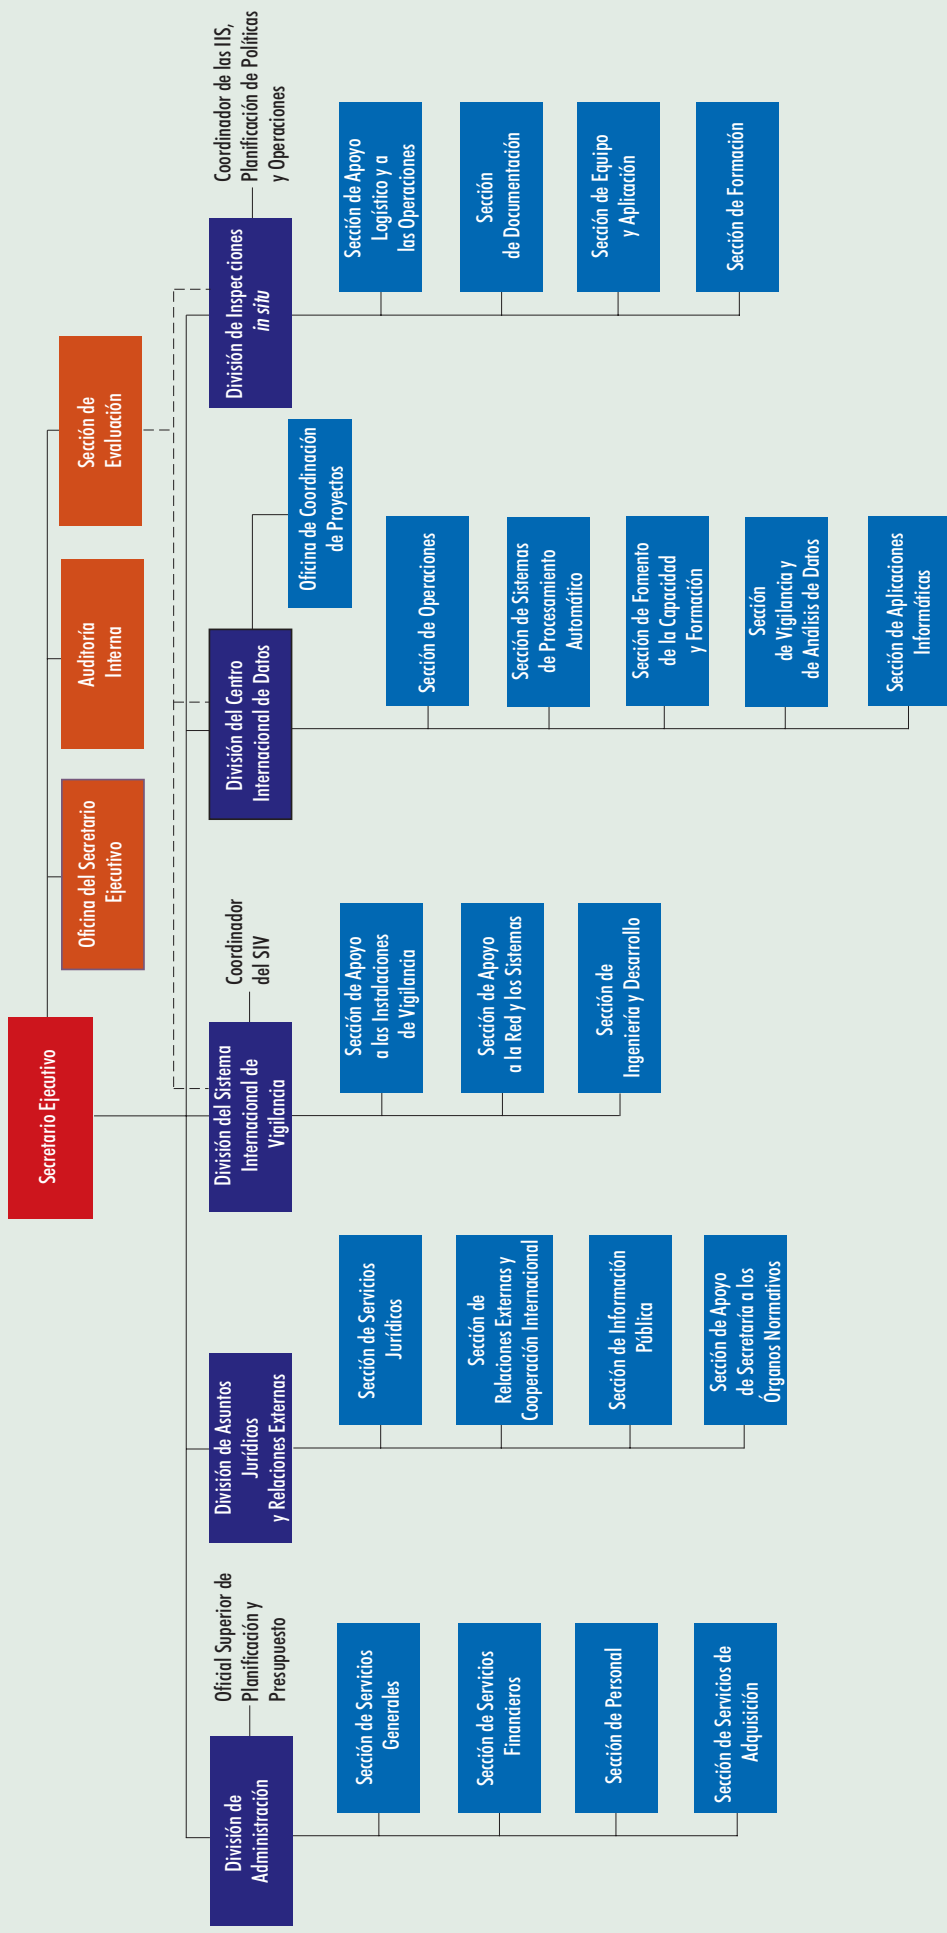 Secretario Ejecutivo
Oficina del Secretario
Ejecutivo
Auditoría
Interna
Sección de
Evaluación
División de
Administración
Oficial Superior de
Planificación y
Presupuesto
Sección de Servicios
Generales
Sección de Servicios
Financieros
Sección de Personal
Sección de Servicios de
Adquisición
División de Asuntos
Jurídicos
y Relaciones Externas
Sección de Servicios
Jurídicos
Sección de
Relaciones Externas y
Cooperación Internacional
Sección de Información
Pública
Sección de Apoyo
de Secretaría a los
Órganos Normativos
División del Sistema
Internacional de
Vigilancia
Coordinador
del SIV
Sección de Apoyo
a las Instalaciones
de Vigilancia
Sección de Apoyo
a la Red y los Sistemas
Sección de
Ingeniería y Desarrollo
División del Centro
Internacional de Datos
Oficina de Coordinación
de Proyectos
Sección de Operaciones
Sección de Sistemas
de Procesamiento
Automático
Sección de Fomento
de la Capacidad
y Formación
Sección
de Vigilancia y
de Análisis de Datos
Sección de Aplicaciones
Informáticas
División de Inspec ciones
in situ
Coordinador de las IIS,
Planificación de Políticas
y Operaciones
Sección de Apoyo
Logístico y a
las Operaciones
Sección
de Documentación
Sección de Equipo
y Aplicación
Sección de Formación